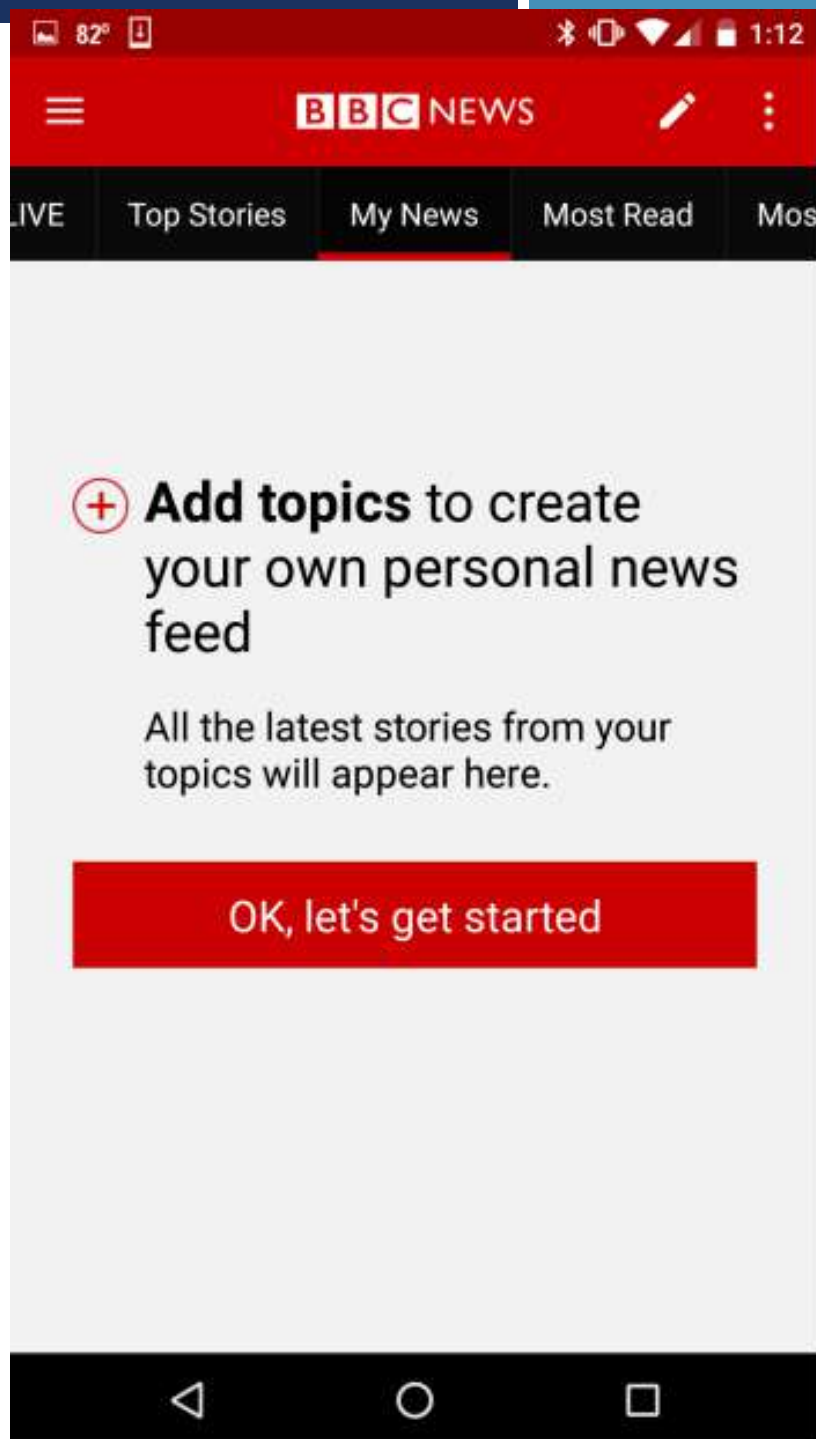 82° 1:12
BBC NEWS
LIVE Top Stories My News Most Read Mos
Add topics to create
your own personal news
feed
All the latest stories from your
topics will appear here.
OK, let's get started